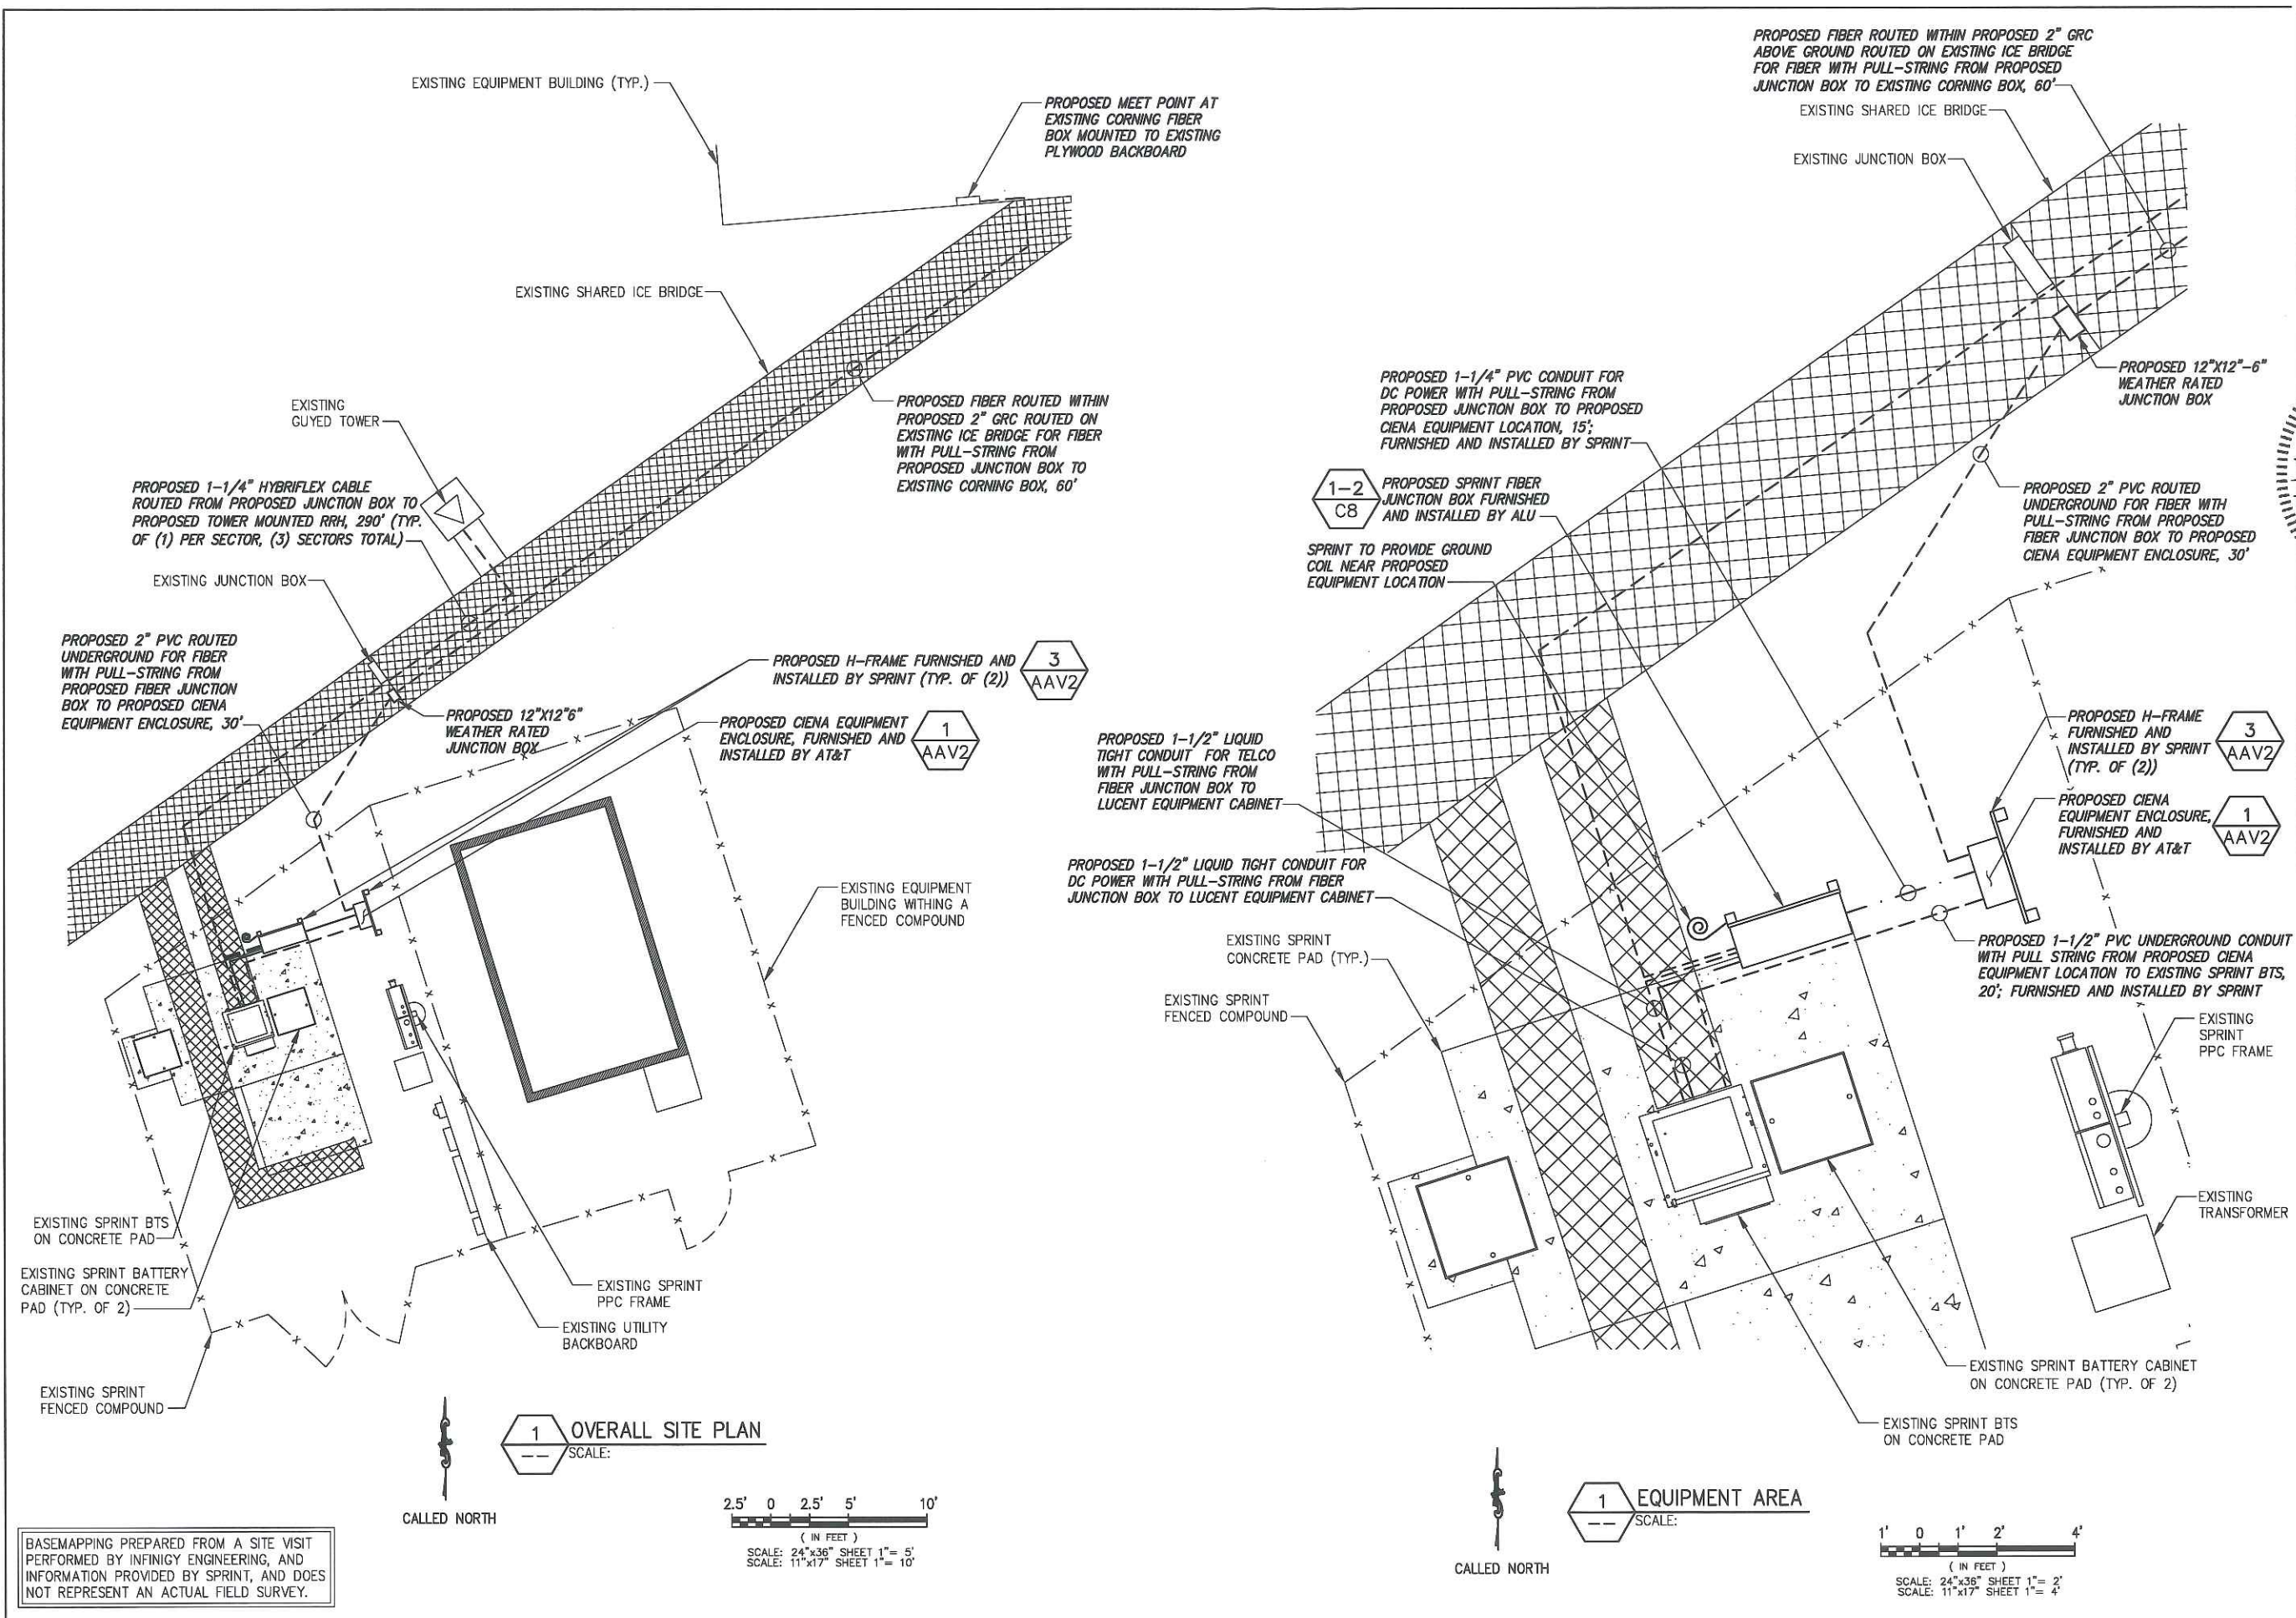 EXISTING EQUIPMENT BUILDING (TYP.)
PROPOSED MEET POINT AT
EXISTING CORNING FIBER
BOX MOUNTED TO EXISTING
PLYWOOD BACKBOARD
EXISTING SHARED ICE BRIDGE
EXISTING
GUYED TOWER
PROPOSED FIBER ROUTED WITHIN
PROPOSED 2" GRC ROUTED ON
EXISTING ICE BRIDGE FOR FIBER
WITH PULL-STRING FROM
PROPOSED JUNCTION BOX TO
EXISTING CORNING BOX, 60'
PROPOSED 1-1/4" HYBRIFLEX CABLE
ROUTED FROM PROPOSED JUNCTION BOX TO
PROPOSED TOWER MOUNTED RRH, 290' (TYP.
OF (1) PER SECTOR, (3) SECTORS TOTAL)
EXISTING JUNCTION BOX
PROPOSED 2" PVC ROUTED
UNDERGROUND FOR FIBER
WITH PULL-STRING FROM
PROPOSED FIBER JUNCTION
BOX TO PROPOSED CIENA
EQUIPMENT ENCLOSURE, 30'
PROPOSED 12"X12"6"
WEATHER RATED
JUNCTION BOX
PROPOSED H-FRAME FURNISHED AND
INSTALLED BY SPRINT (TYP. OF (2))
3
AAV2
PROPOSED CIENA EQUIPMENT
ENCLOSURE, FURNISHED AND
INSTALLED BY AT&T
1
AAV2
EXISTING EQUIPMENT
BUILDING WITHING A
FENCED COMPOUND
EXISTING SPRINT BTS
ON CONCRETE PAD
EXISTING SPRINT BATTERY
CABINET ON CONCRETE
PAD (TYP. OF 2)
EXISTING SPRINT
PPC FRAME
EXISTING UTILITY
BACKBOARD
EXISTING SPRINT
FENCED COMPOUND
CALLED NORTH
1
--
OVERALL SITE PLAN
SCALE:
2.5' 0 2.5' 5' 10'
( IN FEET )
SCALE: 24"x36" SHEET 1"= 5'
SCALE: 11"x17" SHEET 1"= 10'
BASEMAPPING PREPARED FROM A SITE VISIT
PERFORMED BY INFINIGY ENGINEERING, AND
INFORMATION PROVIDED BY SPRINT, AND DOES
NOT REPRESENT AN ACTUAL FIELD SURVEY.
PROPOSED FIBER ROUTED WITHIN PROPOSED 2" GRC
ABOVE GROUND ROUTED ON EXISTING ICE BRIDGE
FOR FIBER WITH PULL-STRING FROM PROPOSED
JUNCTION BOX TO EXISTING CORNING BOX, 60'
EXISTING SHARED ICE BRIDGE
EXISTING JUNCTION BOX
PROPOSED 12"X12"-6"
WEATHER RATED
JUNCTION BOX
PROPOSED 1-1/4" PVC CONDUIT FOR
DC POWER WITH PULL-STRING FROM
PROPOSED JUNCTION BOX TO PROPOSED
CIENA EQUIPMENT LOCATION, 15';
FURNISHED AND INSTALLED BY SPRINT
1-2
C8
PROPOSED SPRINT FIBER
JUNCTION BOX FURNISHED
AND INSTALLED BY ALU
SPRINT TO PROVIDE GROUND
COIL NEAR PROPOSED
EQUIPMENT LOCATION
PROPOSED 2" PVC ROUTED
UNDERGROUND FOR FIBER WITH
PULL-STRING FROM PROPOSED
FIBER JUNCTION BOX TO PROPOSED
CIENA EQUIPMENT ENCLOSURE, 30'
PROPOSED 1-1/2" LIQUID
TIGHT CONDUIT FOR TELCO
WITH PULL-STRING FROM
FIBER JUNCTION BOX TO
LUCENT EQUIPMENT CABINET
PROPOSED H-FRAME
FURNISHED AND
INSTALLED BY SPRINT
(TYP. OF (2))
3
AAV2
PROPOSED CIENA
EQUIPMENT ENCLOSURE,
FURNISHED AND
INSTALLED BY AT&T
1
AAV2
PROPOSED 1-1/2" LIQUID TIGHT CONDUIT FOR
DC POWER WITH PULL-STRING FROM FIBER
JUNCTION BOX TO LUCENT EQUIPMENT CABINET
EXISTING SPRINT
CONCRETE PAD (TYP.)
EXISTING SPRINT
FENCED COMPOUND
PROPOSED 1-1/2" PVC UNDERGROUND CONDUIT
WITH PULL STRING FROM PROPOSED CIENA
EQUIPMENT LOCATION TO EXISTING SPRINT BTS,
20'; FURNISHED AND INSTALLED BY SPRINT
EXISTING
SPRINT
PPC FRAME
EXISTING
TRANSFORMER
EXISTING SPRINT BATTERY CABINET
ON CONCRETE PAD (TYP. OF 2)
EXISTING SPRINT BTS
ON CONCRETE PAD
CALLED NORTH
1
--
EQUIPMENT AREA
SCALE:
1' 0 1' 2' 4'
( IN FEET )
SCALE: 24"x36" SHEET 1"= 2'
SCALE: 11"x17" SHEET 1"= 4'